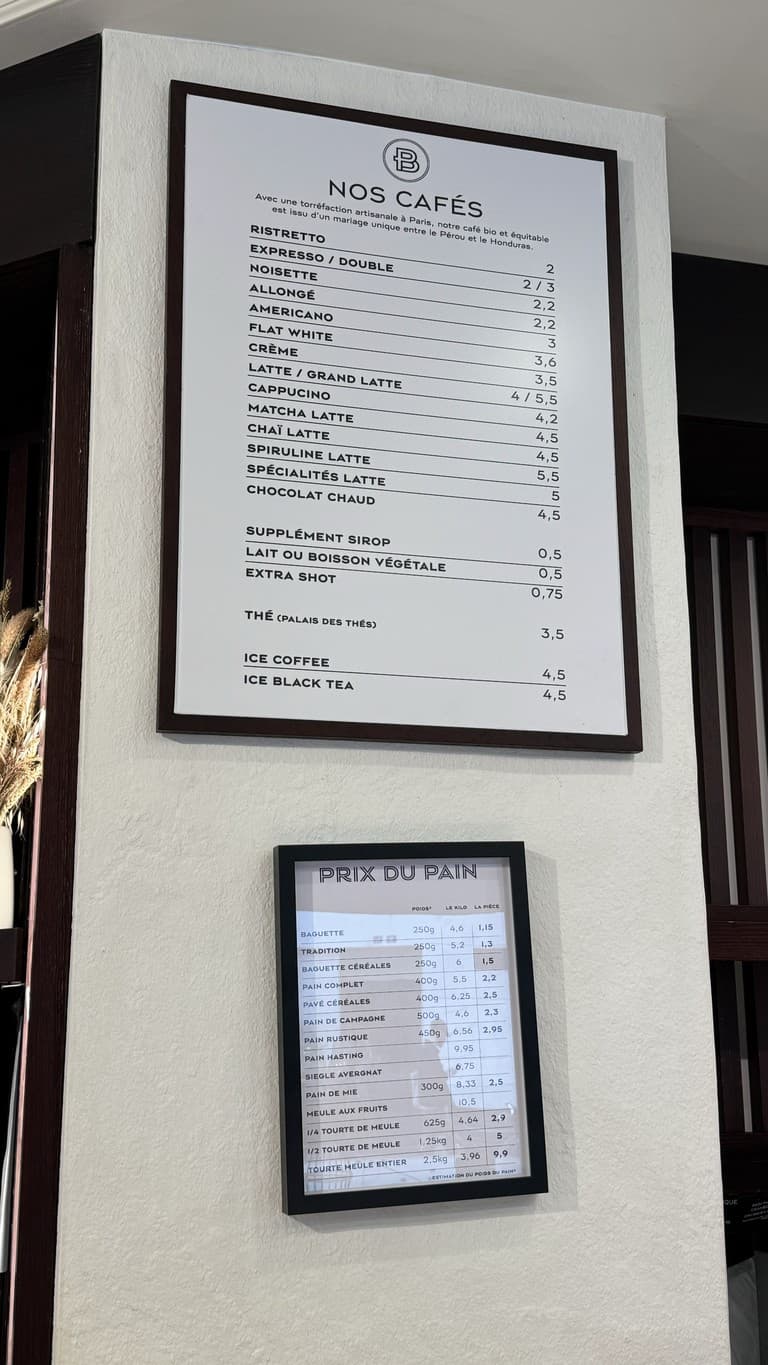 B
NOS CAFÉS
Avec une torréfaction artisanale à Paris, notre café bio et équitable
est issu d'un mariage unique entre le Pérou et le Honduras.
RISTRETTO 2
EXPRESSO / DOUBLE 2 / 3
NOISETTE 2,2
ALLONGÉ 2,2
AMERICANO 3
FLAT WHITE 3,6
CRÈME 3,5
LATTE / GRAND LATTE 4 / 5,5
CAPPUCINO 4,2
MATCHA LATTE 4,5
CHAÏ LATTE 4,5
SPIRULINE LATTE 5,5
SPÉCIALITÉS LATTE 5
CHOCOLAT CHAUD 4,5
SUPPLÉMENT SIROP 0,5
LAIT OU BOISSON VÉGÉTALE 0,5
EXTRA SHOT 0,75
THÉ (PALAIS DES THÉS) 3,5
ICE COFFEE 4,5
ICE BLACK TEA 4,5
PRIX DU PAIN
POIDS* LE KILO LA PIÈCE
BAGUETTE 250g 4,6 1,15
TRADITION 250g 5,2 1,3
BAGUETTE CÉRÉALES 250g 6 1,5
PAIN COMPLET 400g 5,5 2,2
PAVÉ CÉRÉALES 400g 6,25 2,5
PAIN DE CAMPAGNE 500g 4,6 2,3
PAIN RUSTIQUE 450g 6,56 2,95
PAIN HASTING 9,95
SIEGLE AVERGNAT 6,75
PAIN DE MIE 300g 8,33 2,5
MEULE AUX FRUITS 10,5
1/4 TOURTE DE MEULE 625g 4,64 2,9
1/2 TOURTE DE MEULE 1,25kg 4 5
TOURTE MEULE ENTIER 2,5kg 3,96 9,9
*ESTIMATION DU POIDS DU PAIN*